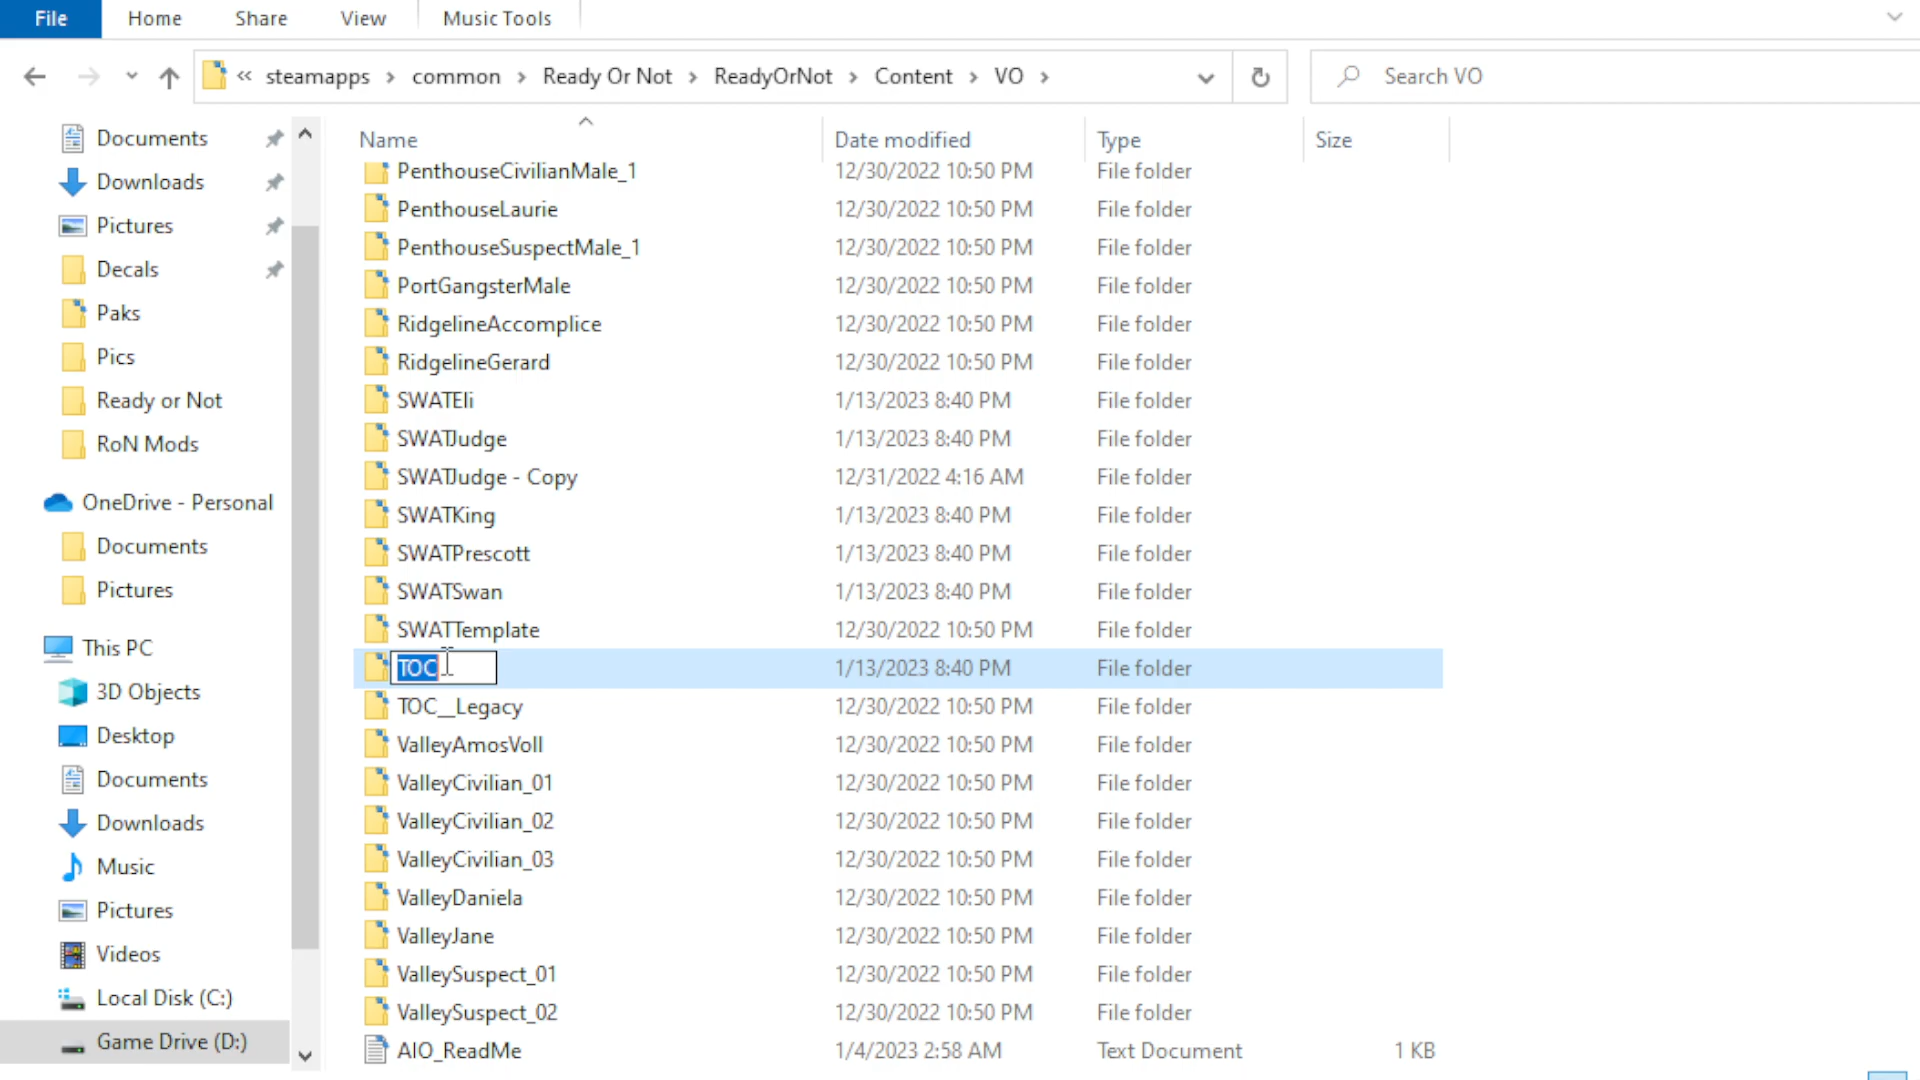 File Home Share View Music Tools
« steamapps > common > Ready Or Not > ReadyOrNot > Content > VO > Search VO
Name Date modified Type Size
Documents
Downloads
Pictures
Decals
Paks
Pics
Ready or Not
RoN Mods
OneDrive - Personal
Documents
Pictures
This PC
3D Objects
Desktop
Documents
Downloads
Music
Pictures
Videos
Local Disk (C:)
Game Drive (D:)
PenthouseCivilianMale_1 12/30/2022 10:50 PM File folder
PenthouseLaurie 12/30/2022 10:50 PM File folder
PenthouseSuspectMale_1 12/30/2022 10:50 PM File folder
PortGangsterMale 12/30/2022 10:50 PM File folder
RidgelineAccomplice 12/30/2022 10:50 PM File folder
RidgelineGerard 12/30/2022 10:50 PM File folder
SWATEli 1/13/2023 8:40 PM File folder
SWATJudge 1/13/2023 8:40 PM File folder
SWATJudge - Copy 12/31/2022 4:16 AM File folder
SWATKing 1/13/2023 8:40 PM File folder
SWATPrescott 1/13/2023 8:40 PM File folder
SWATSwan 1/13/2023 8:40 PM File folder
SWATTemplate 12/30/2022 10:50 PM File folder
TOC 1/13/2023 8:40 PM File folder
TOC__Legacy 12/30/2022 10:50 PM File folder
ValleyAmosVoll 12/30/2022 10:50 PM File folder
ValleyCivilian_01 12/30/2022 10:50 PM File folder
ValleyCivilian_02 12/30/2022 10:50 PM File folder
ValleyCivilian_03 12/30/2022 10:50 PM File folder
ValleyDaniela 12/30/2022 10:50 PM File folder
ValleyJane 12/30/2022 10:50 PM File folder
ValleySuspect_01 12/30/2022 10:50 PM File folder
ValleySuspect_02 12/30/2022 10:50 PM File folder
AIO_ReadMe 1/4/2023 2:58 AM Text Document 1 KB